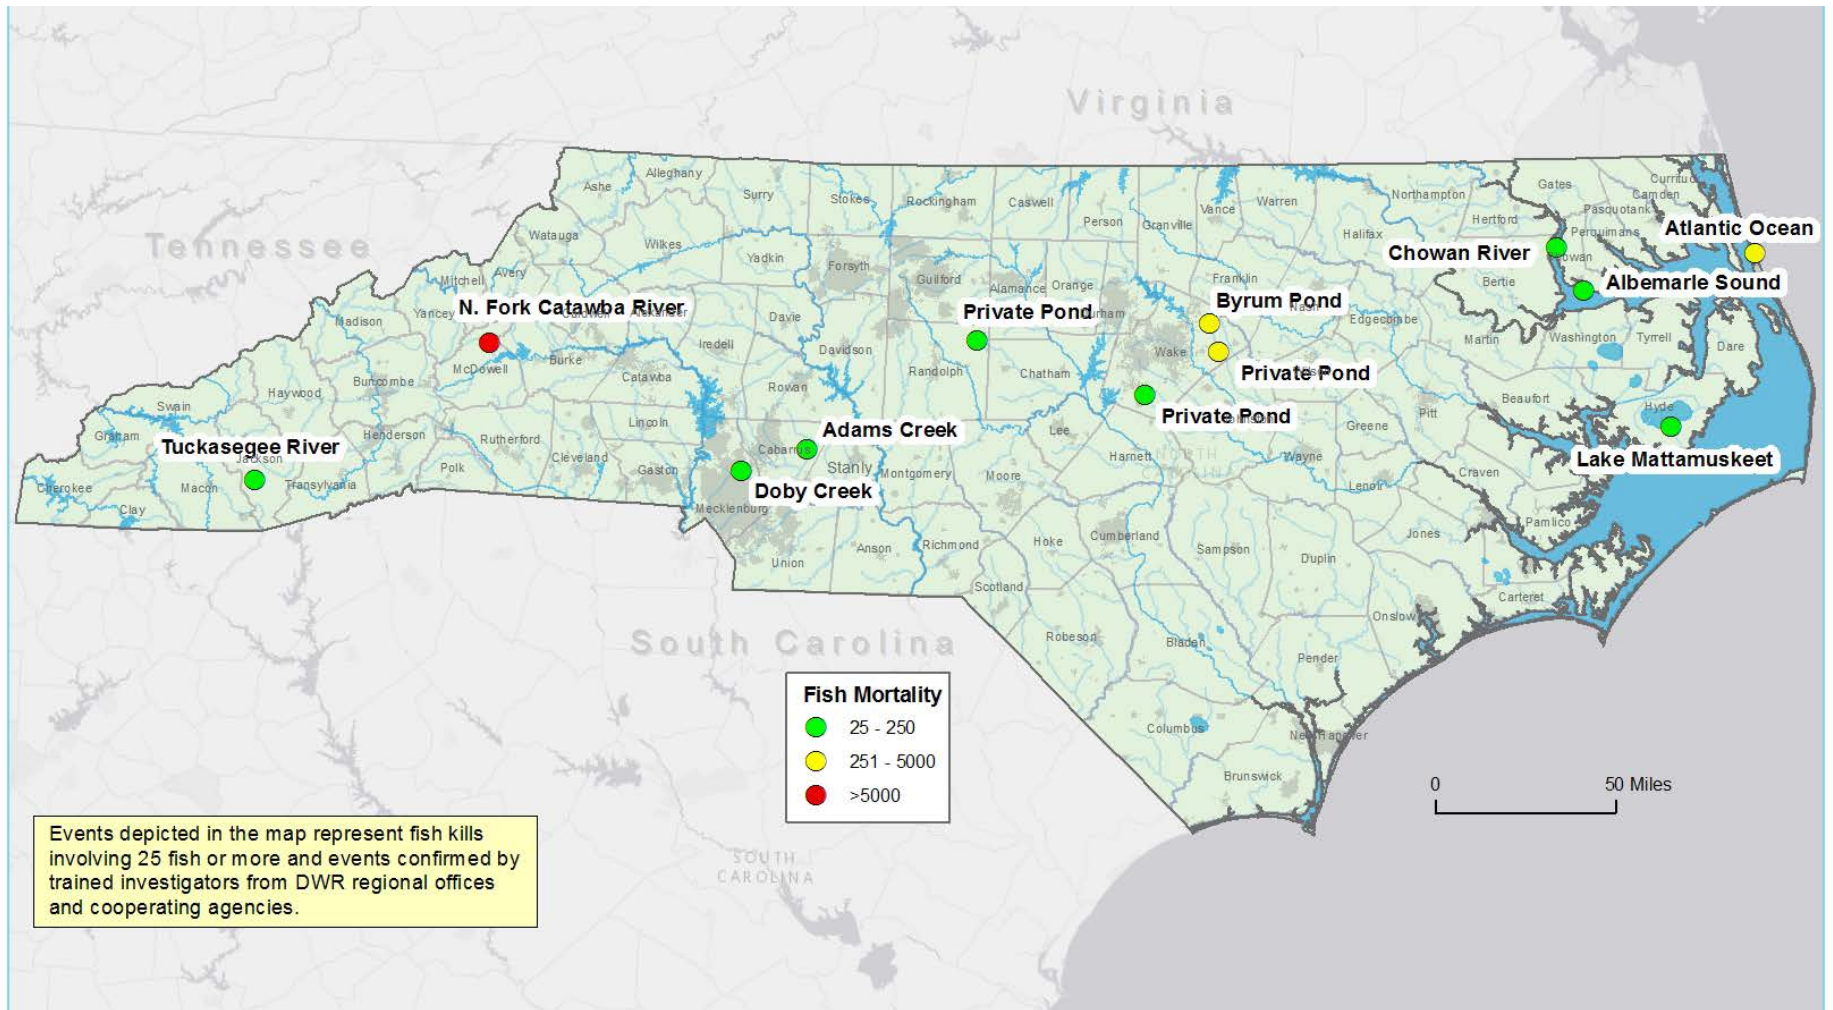 Virginia
Tennessee
South Carolina
SOUTH
CAROLINA
Ashe
Alleghany
Surry
Stokes
Rockingham
Caswell
Person
Granville
Vance
Warren
Northampton
Gates
Camden
Pasquotank
Hertford
Perquimans
Halifax
Watauga
Wilkes
Yadkin
Forsyth
Guilford
Alamance
Orange
Franklin
Bertie
Mitchell
Avery
Atlantic Ocean
Chowan River
Albemarle Sound
N. Fork Catawba River
Byrum Pond
Private Pond
Madison
Yancey
Davie
Edgecombe
Martin
Washington
Tyrrell
Dare
McDowell
Burke
Iredell
Davidson
Randolph
Chatham
Wake
Private Pond
Haywood
Buncombe
Catawba
Rowan
Swain
Private Pond
Pitt
Beaufort
Hyde
Graham
Henderson
Rutherford
Lincoln
Lee
Greene
Tuckasegee River
Jackson
Polk
Cleveland
Gaston
Adams Creek
Cabarrus
Stanly
Montgomery
Moore
Harnett
Wayne
Lake Mattamuskeet
Craven
Cherokee
Macon
Transylvania
Doby Creek
Lenoir
Clay
Mecklenburg
Pamlico
Union
Anson
Richmond
Hoke
Cumberland
Sampson
Duplin
Jones
Scotland
Carteret
Onslow
Robeson
Bladen
Pender
Columbus
Brunswick
Fish Mortality
25 - 250
251 - 5000
>5000
0 50 Miles
Events depicted in the map represent fish kills
involving 25 fish or more and events confirmed by
trained investigators from DWR regional offices
and cooperating agencies.